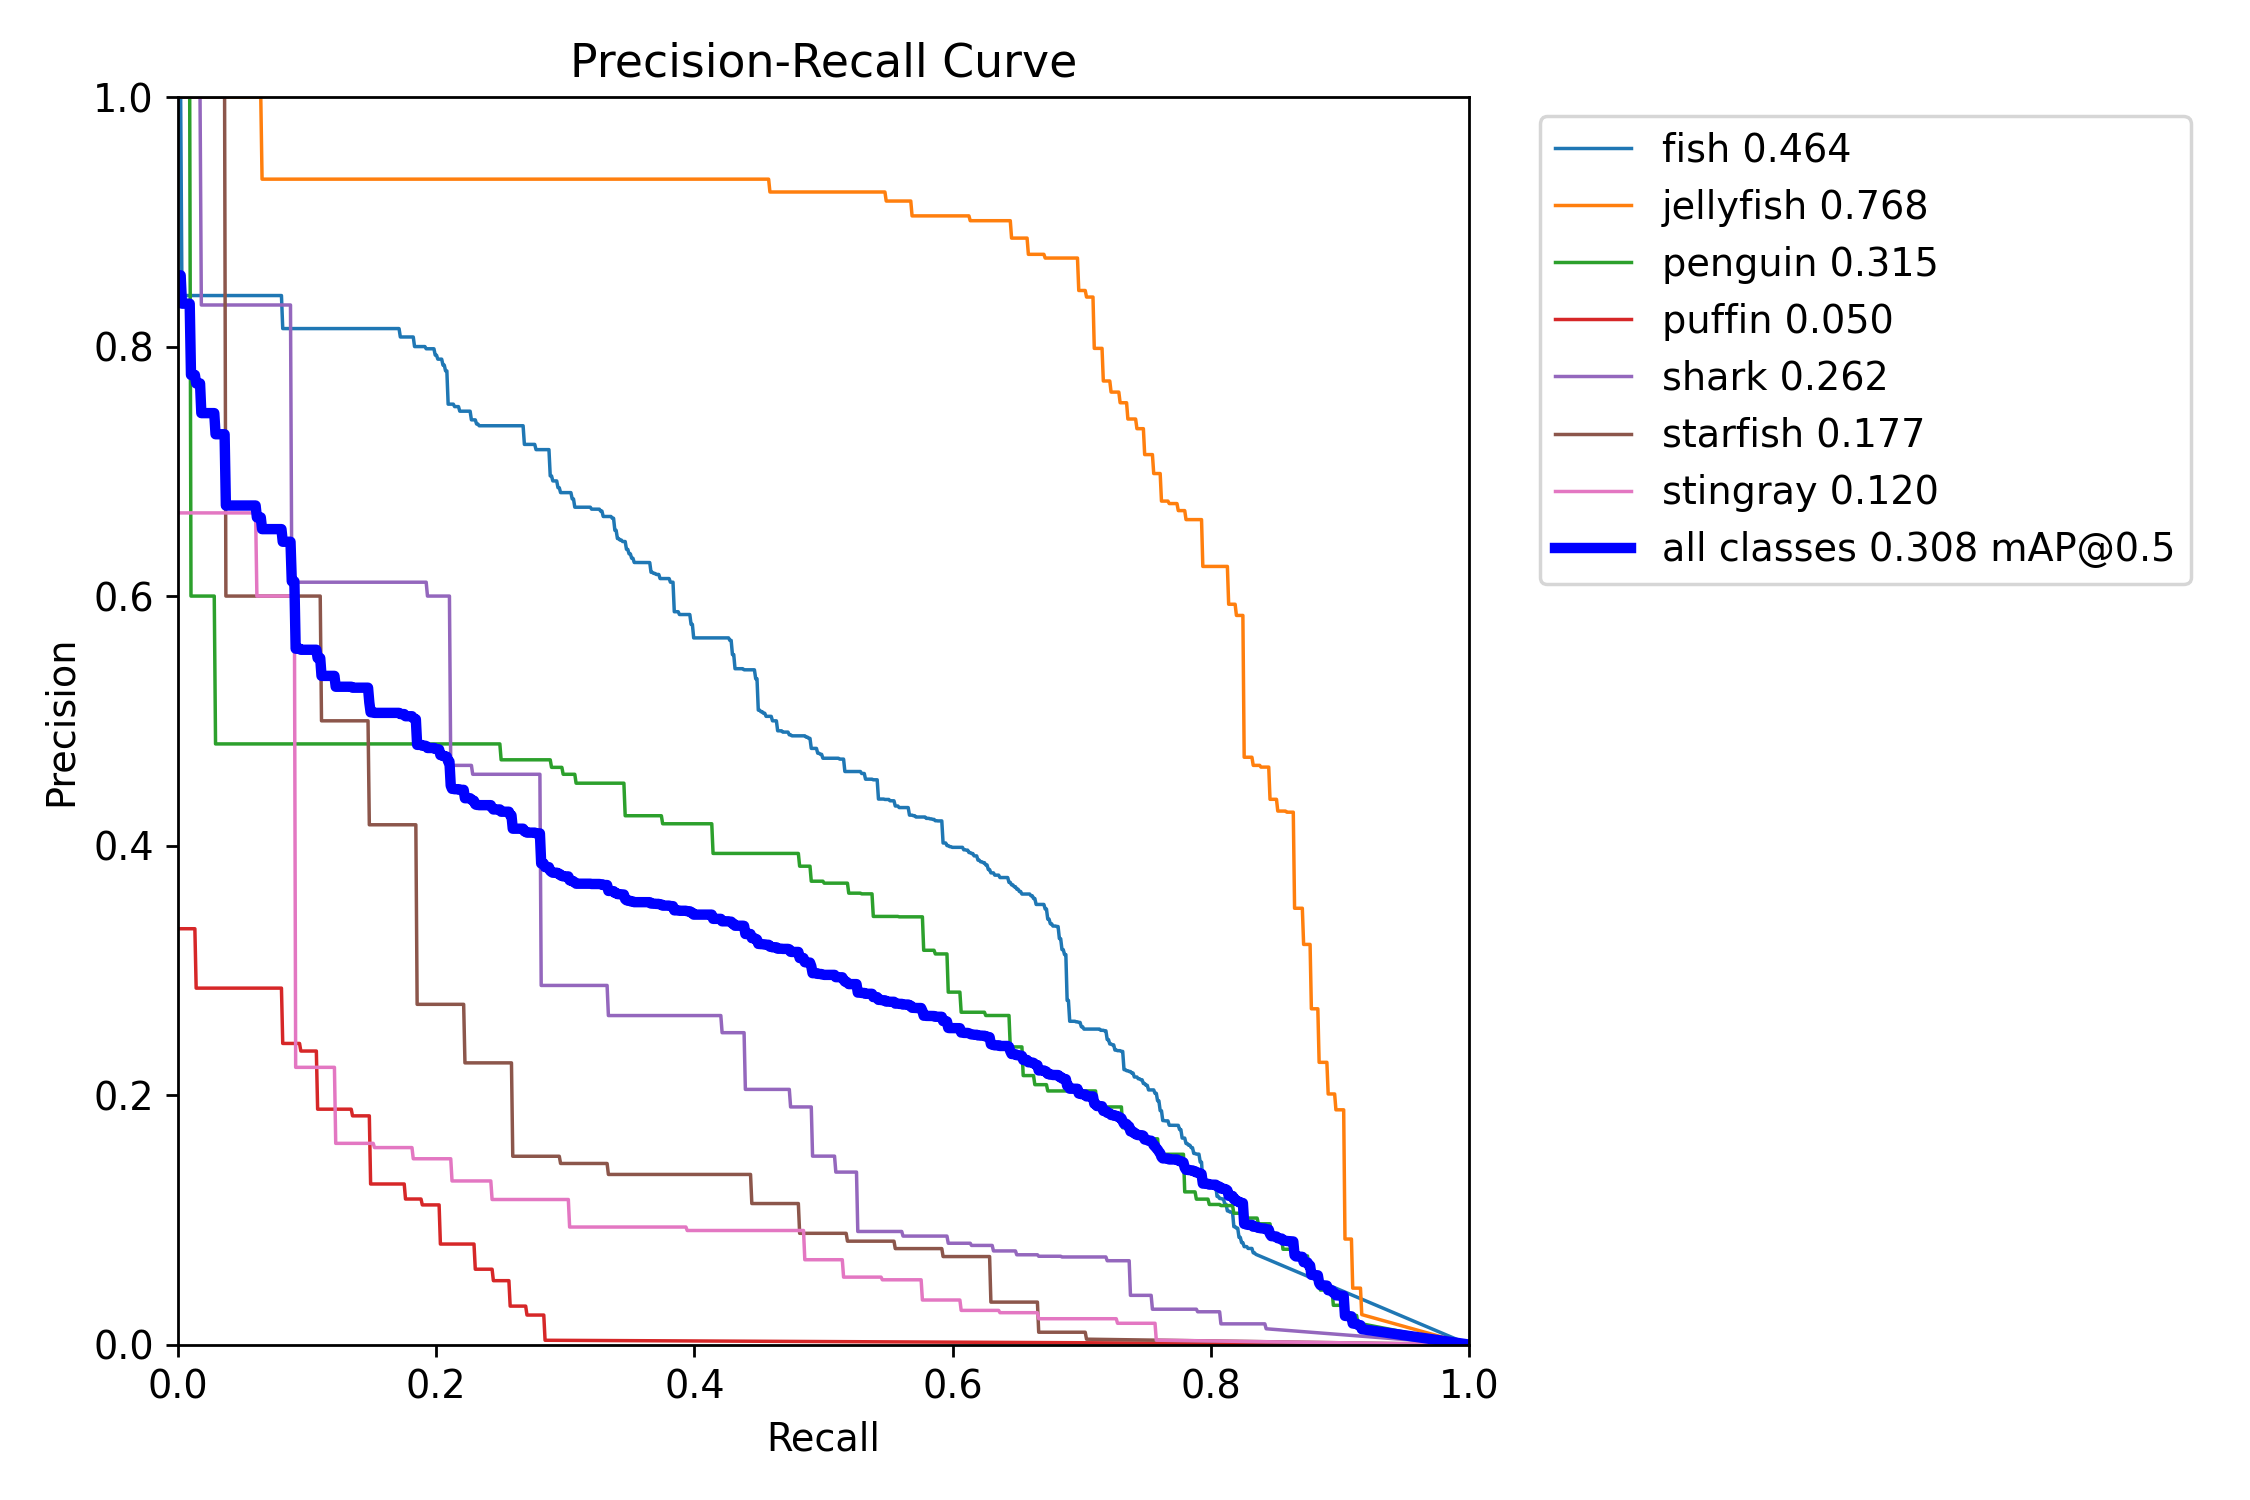 Precision-Recall Curve
1.0
0.8
0.6
0.4
0.2
0.0
Precision
0.0 0.2 0.4 0.6 0.8 1.0
Recall
fish 0.464
jellyfish 0.768
penguin 0.315
puffin 0.050
shark 0.262
starfish 0.177
stingray 0.120
all classes 0.308 mAP@0.5